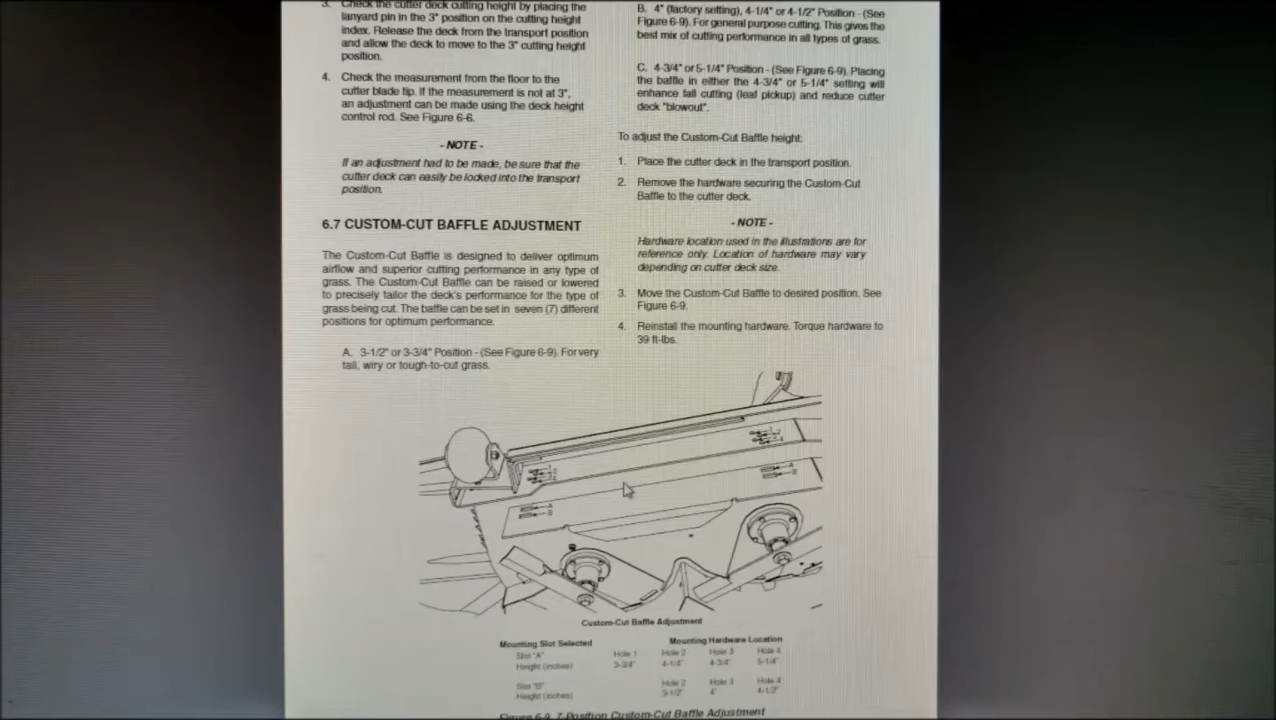 3. Check the cutter deck cutting height by placing the
lanyard pin in the 3" position on the cutting height
index. Release the deck from the transport position
and allow the deck to move to the 3" cutting height
position.
4. Check the measurement from the floor to the
cutter blade tip. If the measurement is not at 3",
an adjustment can be made using the deck height
control rod. See Figure 6-6.
- NOTE -
If an adjustment had to be made, be sure that the
cutter deck can easily be locked into the transport
position.
6.7 CUSTOM-CUT BAFFLE ADJUSTMENT
The Custom-Cut Baffle is designed to deliver optimum
airflow and superior cutting performance in any type of
grass. The Custom-Cut Baffle can be raised or lowered
to precisely tailor the deck's performance for the type of
grass being cut. The baffle can be set in seven (7) different
positions for optimum performance.
A. 3-1/2" or 3-3/4" Position - (See Figure 6-9). For very
tall, wiry or tough-to-cut grass.
B. 4" (factory setting), 4-1/4" or 4-1/2" Position - (See
Figure 6-9). For general purpose cutting. This gives the
best mix of cutting performance in all types of grass.
C. 4-3/4" or 5-1/4" Position - (See Figure 6-9). Placing
the baffle in either the 4-3/4" or 5-1/4" setting will
enhance fall cutting (leaf pickup) and reduce cutter
deck "blowout".
To adjust the Custom-Cut Baffle height:
1. Place the cutter deck in the transport position.
2. Remove the hardware securing the Custom-Cut
Baffle to the cutter deck.
- NOTE -
Hardware location used in the illustrations are for
reference only. Location of hardware may vary
depending on cutter deck size.
3. Move the Custom-Cut Baffle to desired position. See
Figure 6-9.
4. Reinstall the mounting hardware. Torque hardware to
39 ft-lbs.
Custom-Cut Baffle Adjustment
Mounting Slot Selected Mounting Hardware Location
Slot "A" Hole 1 Hole 2 Hole 3 Hole 4
Height (inches) 3-3/4" 4-1/4" 4-3/4" 5-1/4"
Slot "B" Hole 2 Hole 3 Hole 4
Height (inches) 3-1/2" 4" 4-1/2"
Figure 6-9 7 Position Custom-Cut Baffle Adjustment